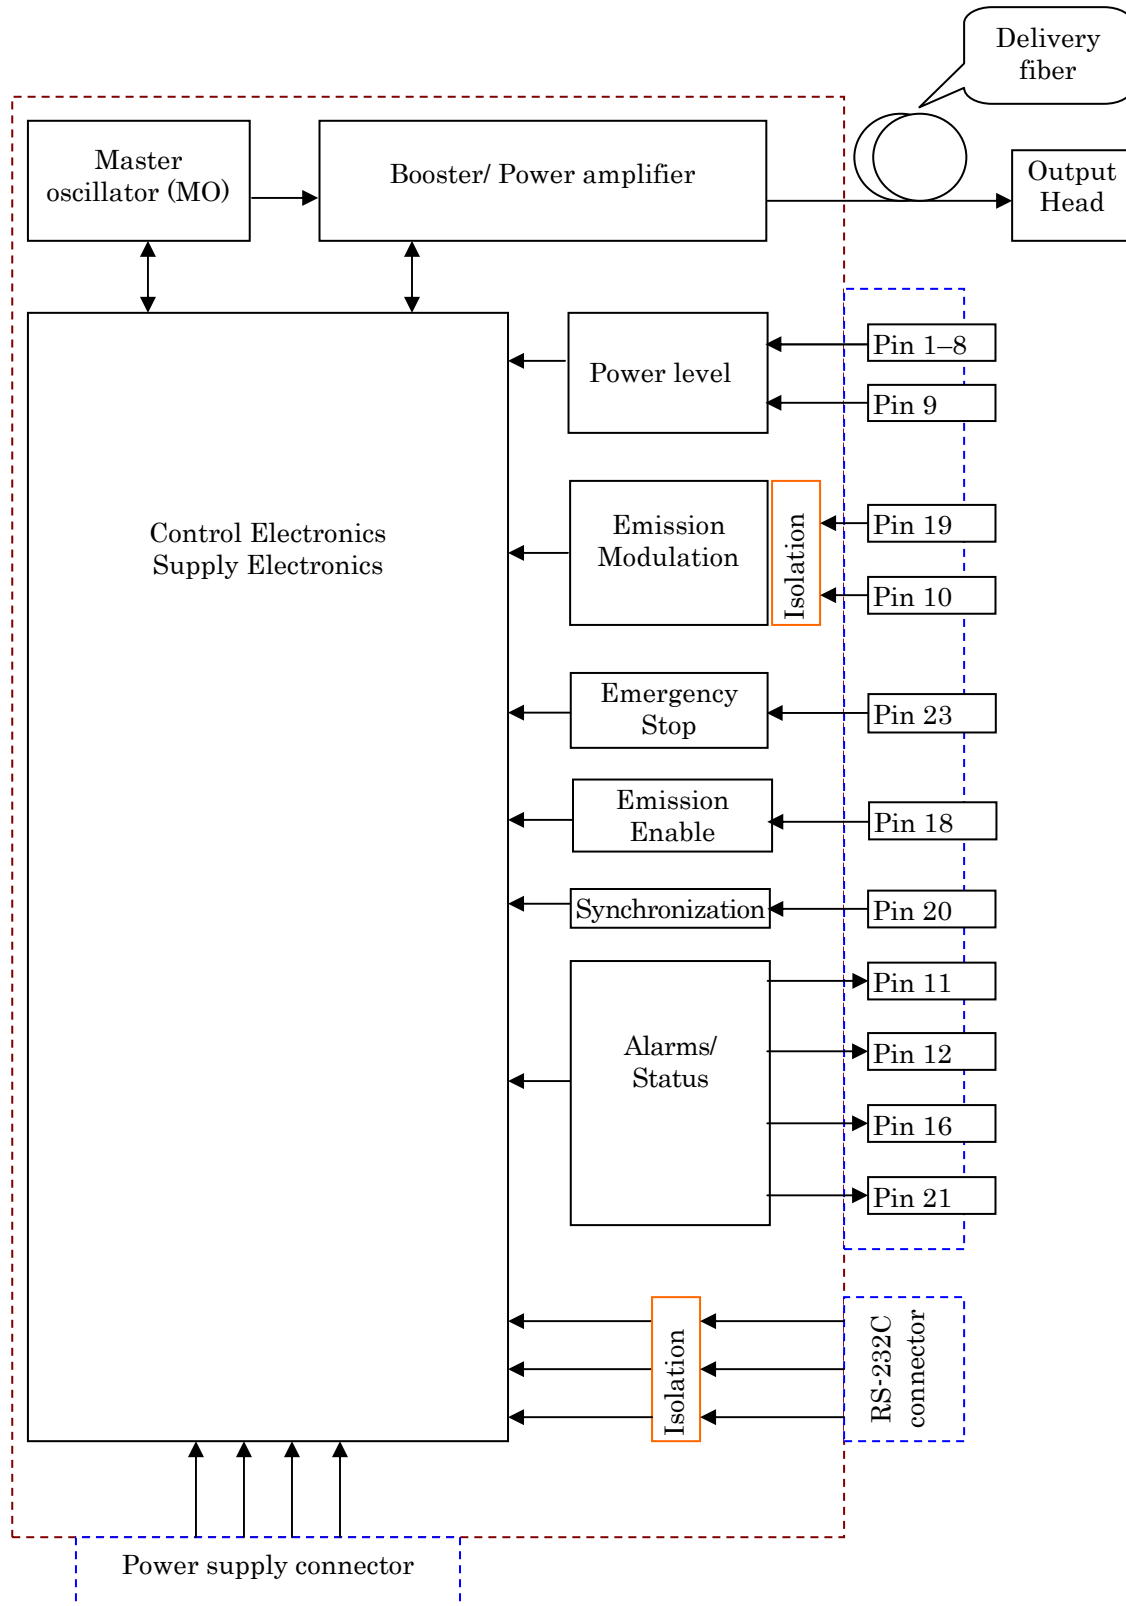 Delivery
fiber
Master
oscillator (MO)
Booster/ Power amplifier
Output
Head
Control Electronics
Supply Electronics
Power level
Pin 1–8
Pin 9
Emission
Modulation
Isolation
Pin 19
Pin 10
Emergency
Stop
Pin 23
Emission
Enable
Pin 18
Synchronization
Pin 20
Alarms/
Status
Pin 11
Pin 12
Pin 16
Pin 21
Isolation
RS-232C
connector
Power supply connector